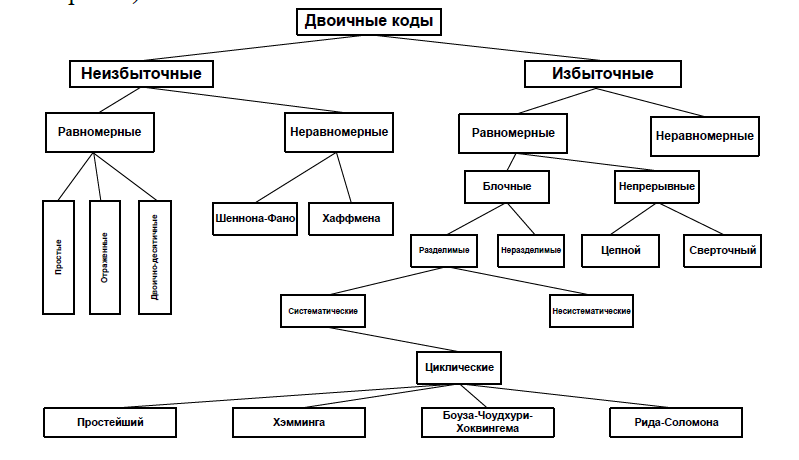 Двоичные коды
Неизбыточные
Избыточные
Равномерные
Неравномерные
Равномерные
Неравномерные
Блочные
Непрерывные
Простые
Отраженные
Двоично-десятичные
Шеннона-Фано
Хаффмена
Разделимые
Неразделимые
Цепной
Сверточный
Систематические
Несистематические
Циклические
Простейший
Хэмминга
Боуза-Чоудхури-
Хоквингема
Рида-Соломона